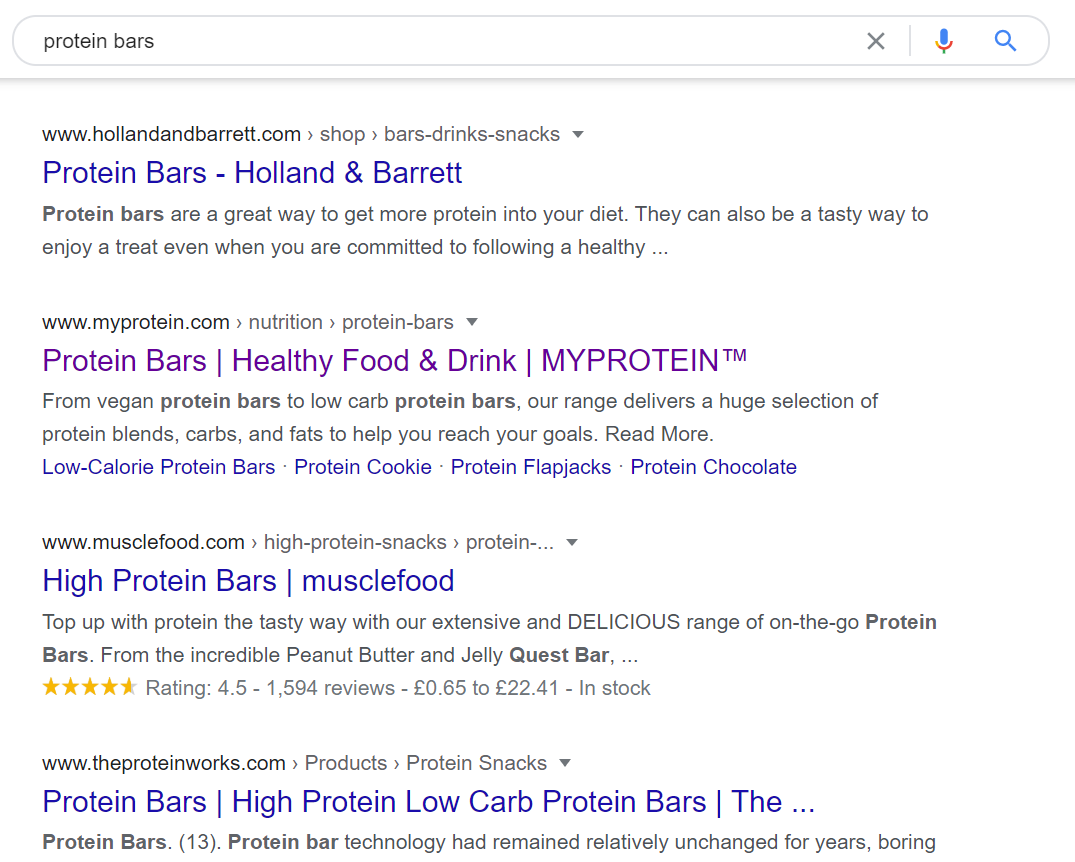 protein bars
www.hollandandbarrett.com › shop › bars-drinks-snacks
Protein Bars - Holland & Barrett
Protein bars are a great way to get more protein into your diet. They can also be a tasty way to
enjoy a treat even when you are committed to following a healthy ...
www.myprotein.com › nutrition › protein-bars
Protein Bars | Healthy Food & Drink | MYPROTEIN™
From vegan protein bars to low carb protein bars, our range delivers a huge selection of
protein blends, carbs, and fats to help you reach your goals. Read More.
Low-Calorie Protein Bars · Protein Cookie · Protein Flapjacks · Protein Chocolate
www.musclefood.com › high-protein-snacks › protein-...
High Protein Bars | musclefood
Top up with protein the tasty way with our extensive and DELICIOUS range of on-the-go Protein
Bars. From the incredible Peanut Butter and Jelly Quest Bar, ...
Rating: 4.5 - 1,594 reviews - £0.65 to £22.41 - In stock
www.theproteinworks.com › Products › Protein Snacks
Protein Bars | High Protein Low Carb Protein Bars | The ...
Protein Bars. (13). Protein bar technology had remained relatively unchanged for years, boring